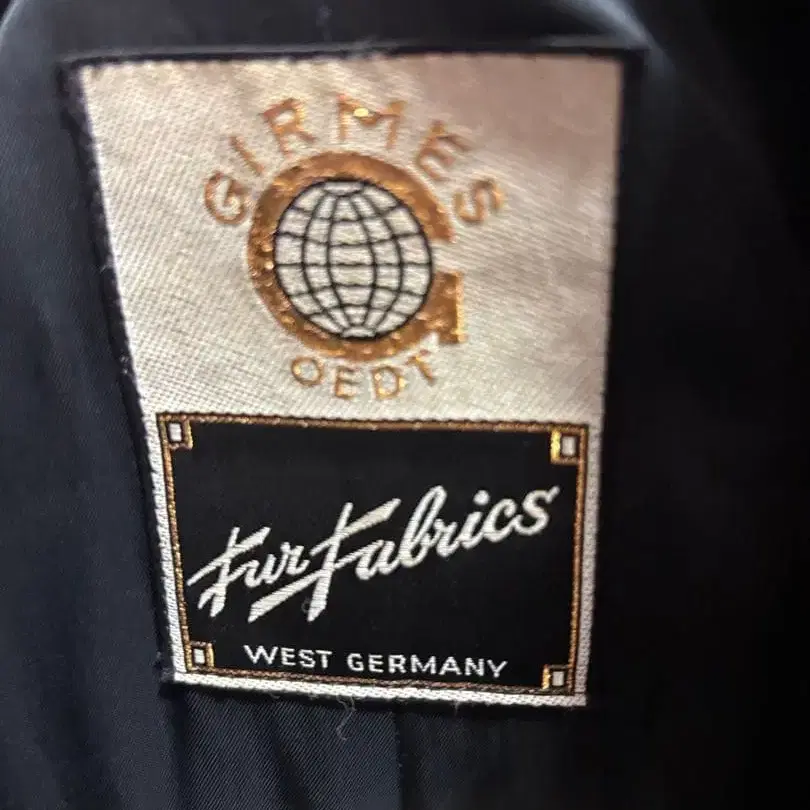 GIRMES
G
OEDT
Fur Fabrics
WEST GERMANY